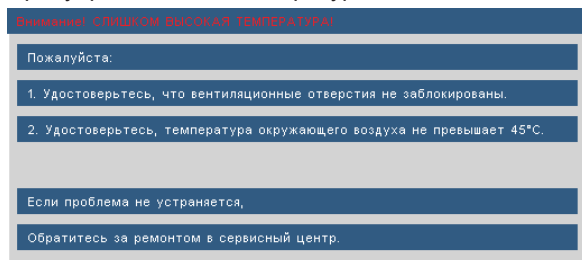 Внимание! СЛИШКОМ ВЫСОКАЯ ТЕМПЕРАТУРА!
Пожалуйста:
1. Удостоверьтесь, что вентиляционные отверстия не заблокированы.
2. Удостоверьтесь, температура окружающего воздуха не превышает 45°C.
Если проблема не устраняется,
Обратитесь за ремонтом в сервисный центр.